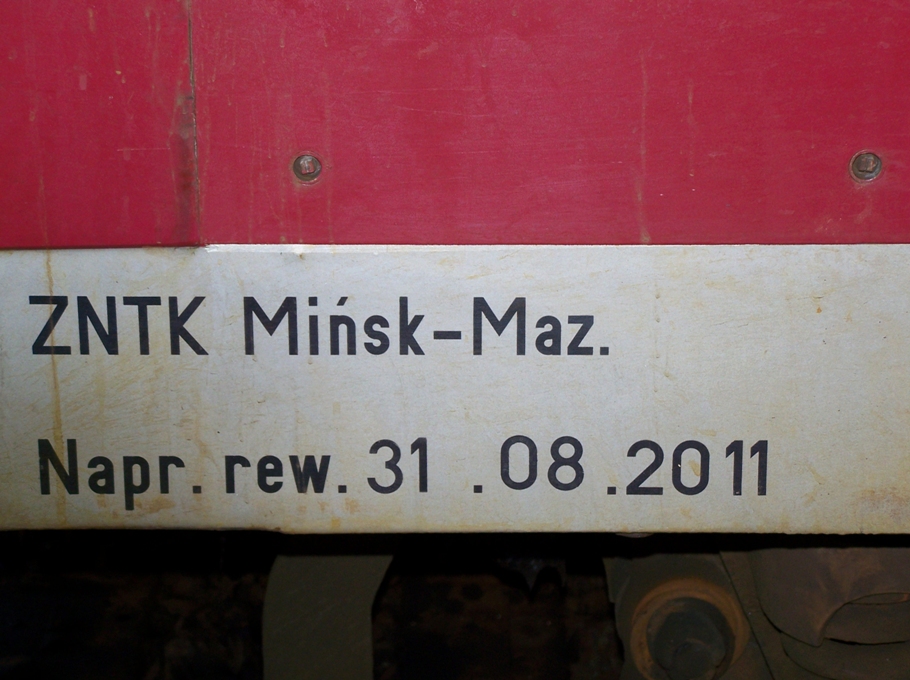 ZNTK Mińsk-Maz.
Napr. rew. 31 .08 .2011